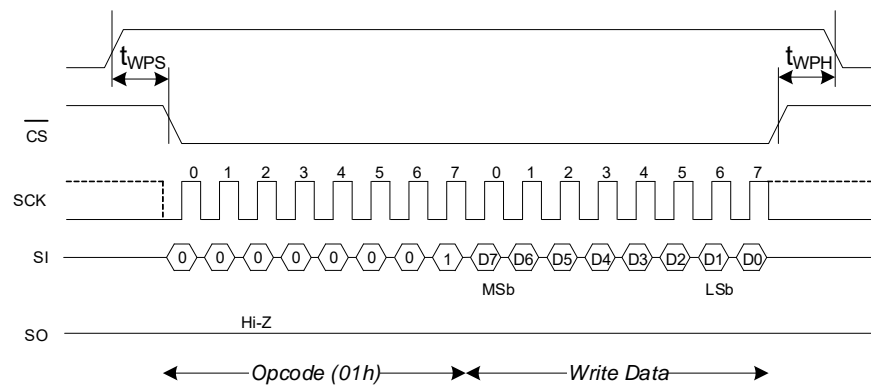 tWPS
tWPH
CS
0 1 2 3 4 5 6 7 0 1 2 3 4 5 6 7
SCK
SI 0 0 0 0 0 0 0 1 D7 D6 D5 D4 D3 D2 D1 D0
MSb LSb
Hi-Z
SO
Opcode (01h) Write Data